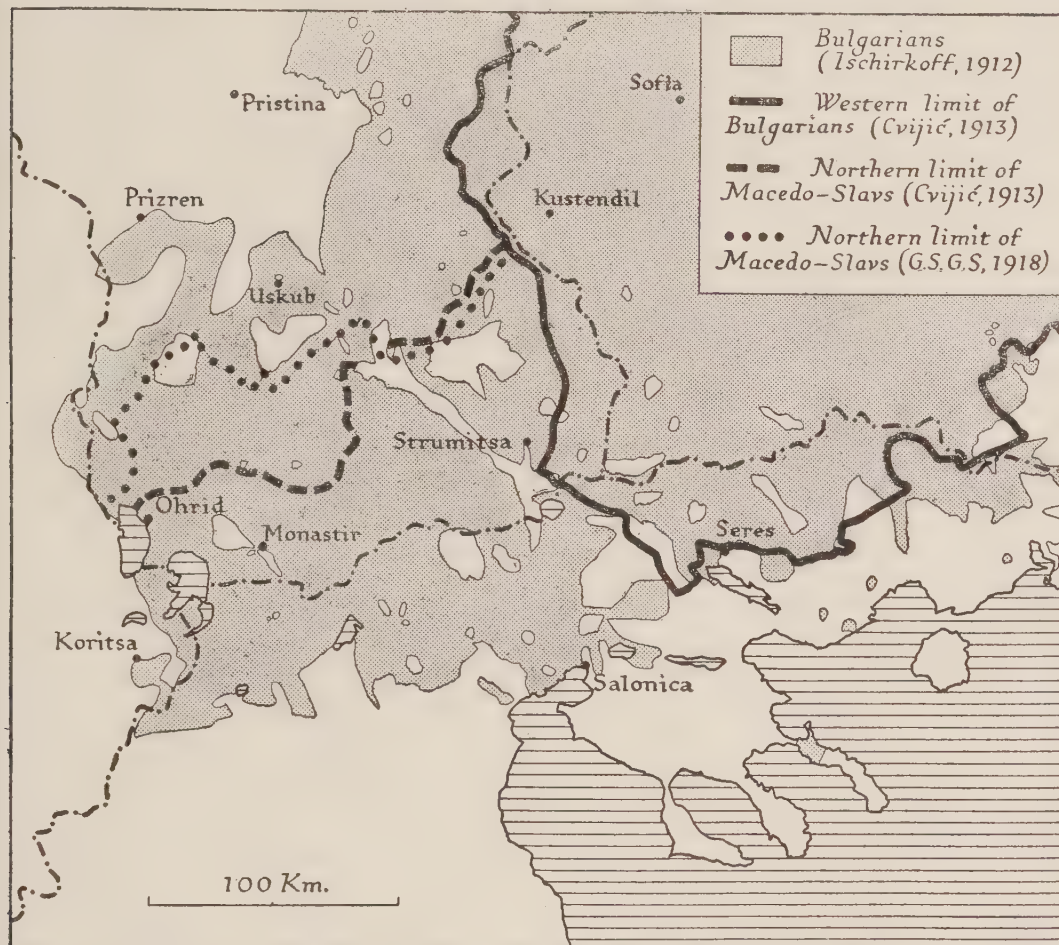 Bulgarians
(Ischirkoff, 1912)
Western limit of
Bulgarians (Cvijić, 1913)
Northern limit of
Macedo-Slavs (Cvijić, 1913)
Northern limit of
Macedo-Slavs (G.S,G.S, 1918)
Sofia
Pristina
Prizren
Kustendil
Uskub
Strumitsa
Ohrid
Monastir
Seres
Koritsa
Salonica
100 Km.